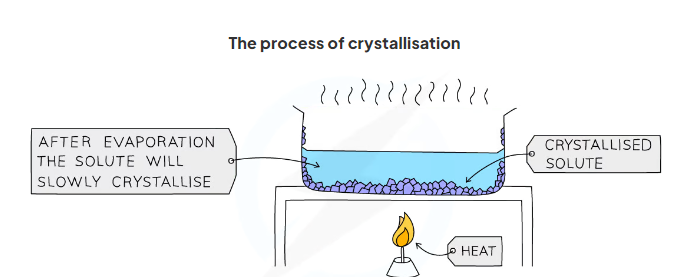 The process of crystallisation
AFTER EVAPORATION
THE SOLUTE WILL
SLOWLY CRYSTALLISE
CRYSTALLISED
SOLUTE
HEAT